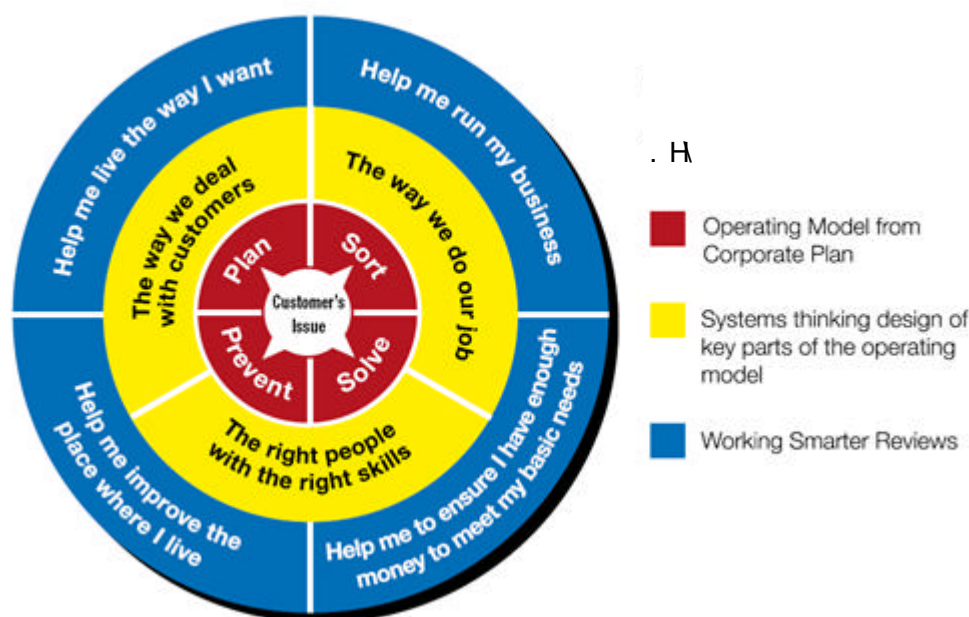 Help me live the way I want
Help me run my business
The way we deal
with customers
The way we do our job
Plan
Sort
Customer's
Issue
Prevent
Solve
The right people
with the right skills
Help me improve the
place where I live
Help me to ensure I have enough
money to meet my basic needs
Operating Model from
Corporate Plan
Systems thinking design of
key parts of the operating
model
Working Smarter Reviews